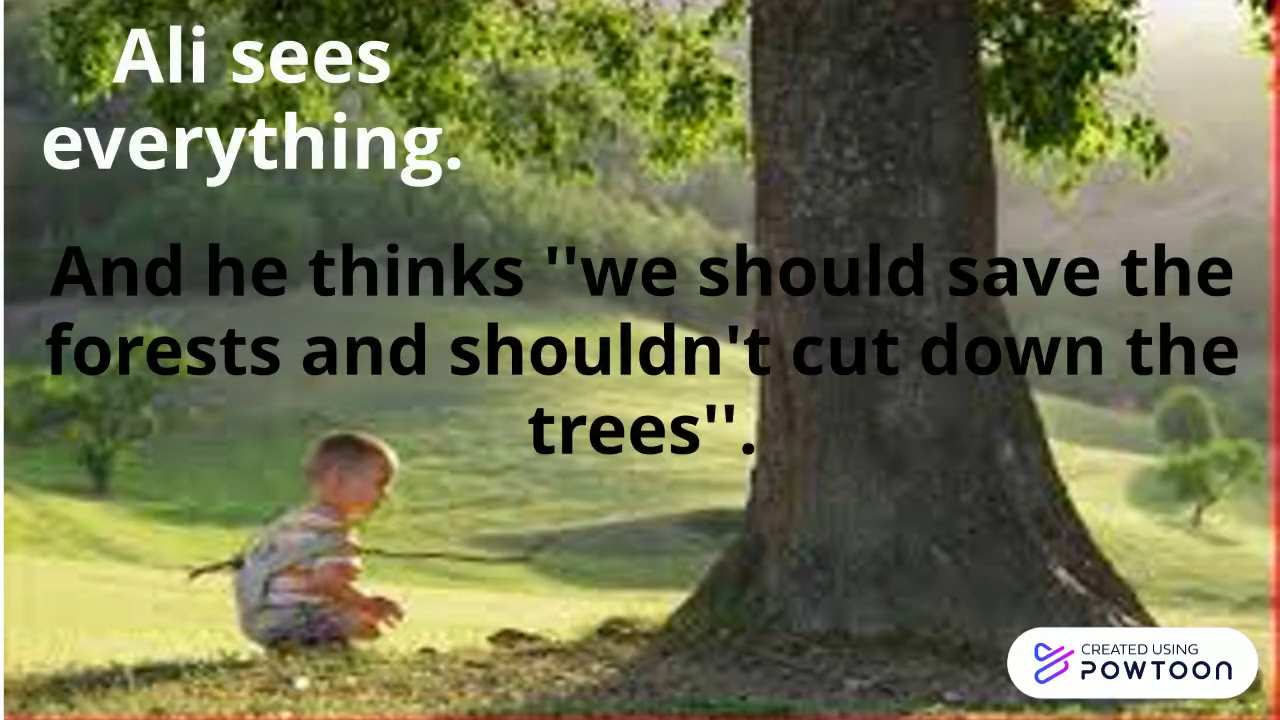 Ali sees
everything.
And he thinks ''we should save the
forests and shouldn't cut down the
trees''.
CREATED USING
POWTOON